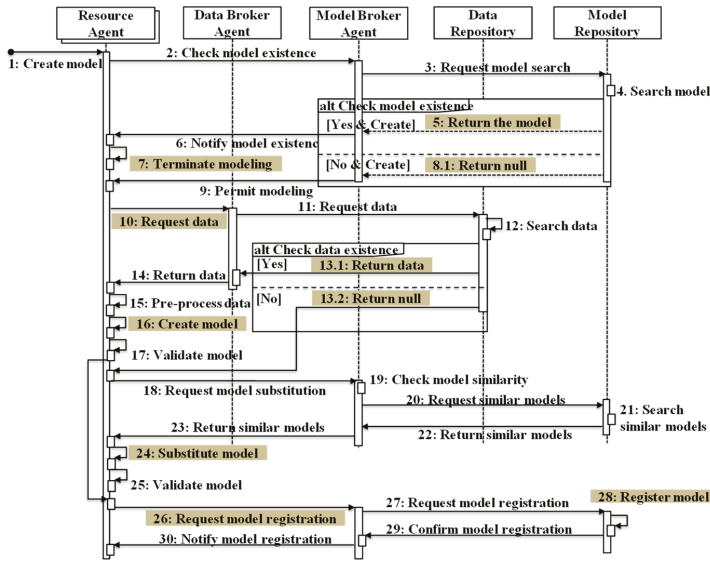 Resource Agent
Data Broker Agent
Model Broker Agent
Data Repository
Model Repository
1: Create model
2: Check model existence
3: Request model search
4. Search model
alt Check model existence
[Yes & Create]
5: Return the model
6: Notify model existenc
7: Terminate modeling
[No & Create]
8.1: Return null
9: Permit modeling
10: Request data
11: Request data
12: Search data
alt Check data existence
[Yes]
13.1: Return data
14: Return data
[No]
13.2: Return null
15: Pre-process data
16: Create model
17: Validate model
18: Request model substitution
19: Check model similarity
20: Request similar models
21: Search similar models
22: Return similar models
23: Return similar models
24: Substitute model
25: Validate model
26: Request model registration
27: Request model registration
28: Register model
29: Confirm model registration
30: Notify model registration